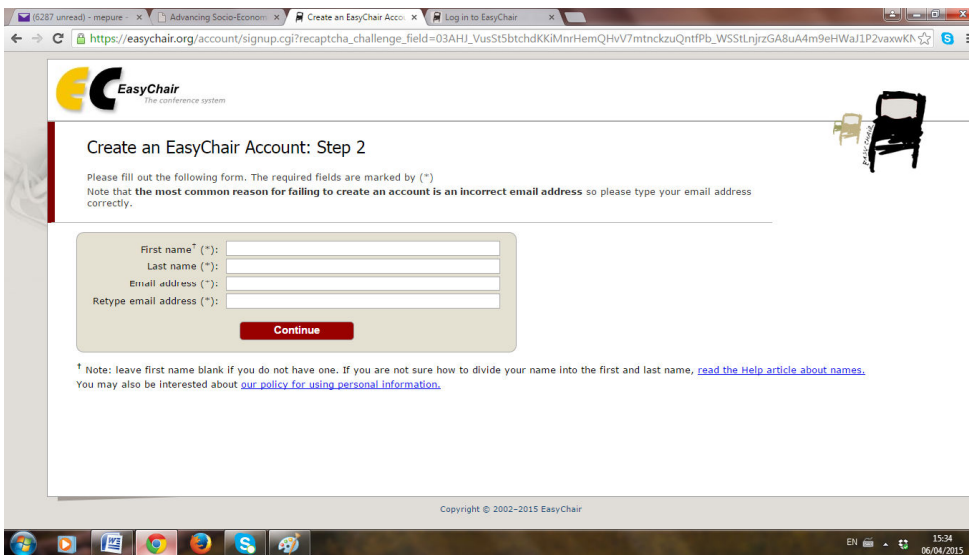 (6287 unread) - mepure -
Advancing Socio-Econom
Create an EasyChair Accou
Log in to EasyChair
https://easychair.org/account/signup.cgi?recaptcha_challenge_field=
EC EasyChair
The conference system
EASY CHAIR
Create an EasyChair Account: Step 2
Please fill out the following form. The required fields are marked by (*)
Note that the most common reason for failing to create an account is an incorrect email address so please type your email address
correctly.
First name† (*):
Last name (*):
Email address (*):
Retype email address (*):
Continue
† Note: leave first name blank if you do not have one. If you are not sure how to divide your name into the first and last name, read the Help article about names.
You may also be interested about our policy for using personal information.
Copyright © 2002–2015 EasyChair
EN
15:34
06/04/2015